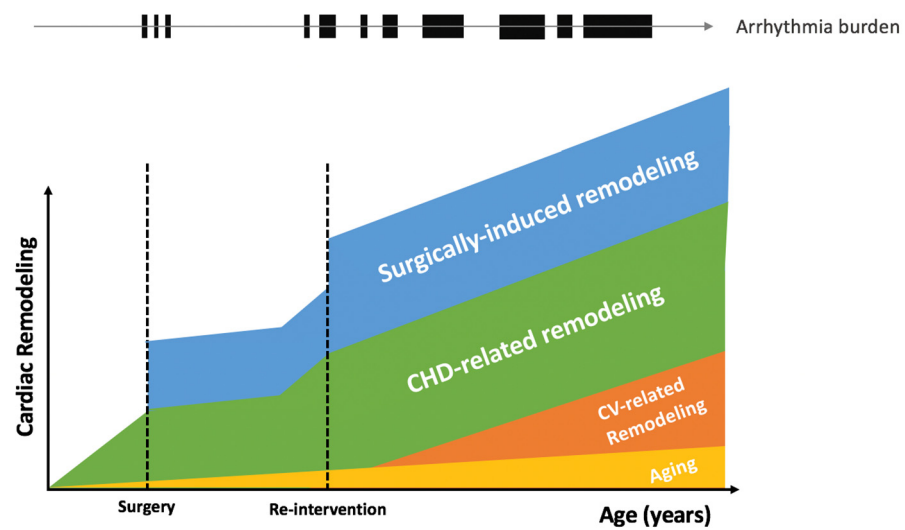 Arrhythmia burden
Surgically-induced remodeling
CHD-related remodeling
CV-related
Remodeling
Aging
Cardiac Remodeling
Surgery
Re-intervention
Age (years)